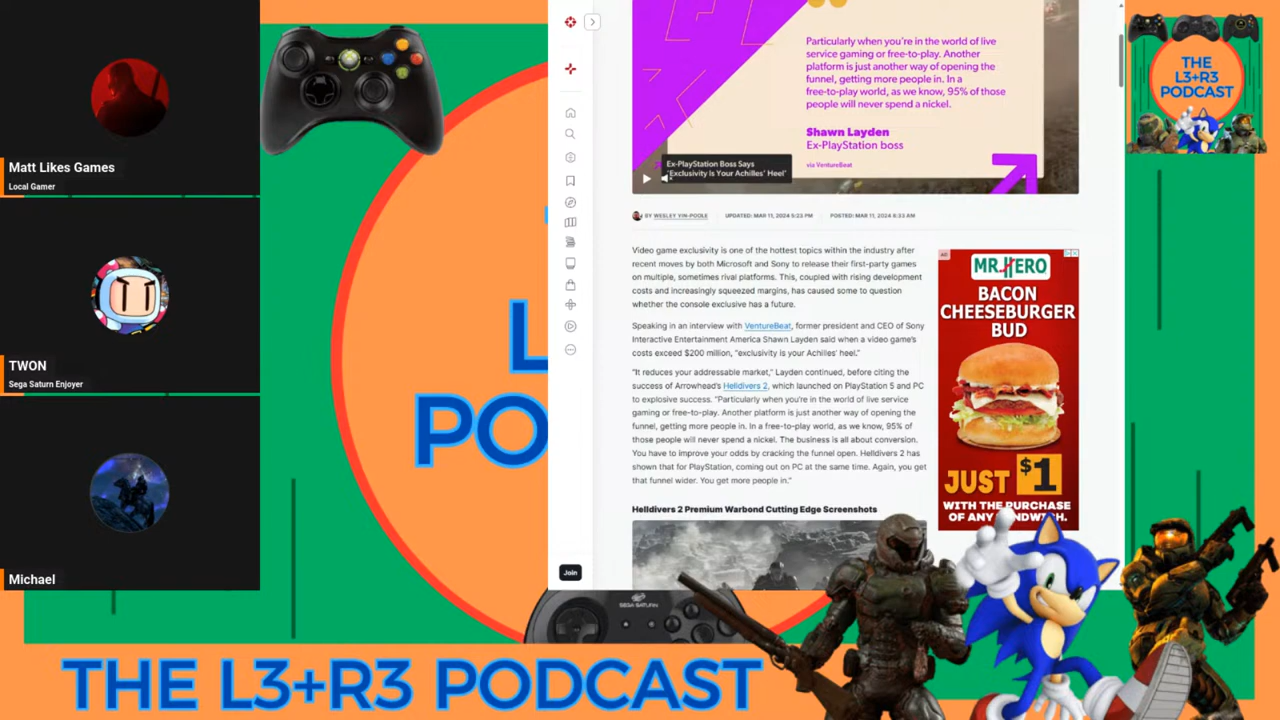 Matt Likes Games
Local Gamer
TWON
Sega Saturn Enjoyer
Michael
Particularly when you're in the world of live
service gaming or free-to-play. Another
platform is just another way of opening the
funnel, getting more people in. In a
free-to-play world, as we know, 95% of those
people will never spend a nickel.
Shawn Layden
Ex-PlayStation boss
via VentureBeat
Ex-PlayStation Boss Says
'Exclusivity Is Your Achilles' Heel'
BY WESLEY YIN-POOLE
UPDATED: MAR 11, 2024 5:23 PM
POSTED: MAR 11, 2024 8:33 AM
Video game exclusivity is one of the hottest topics within the industry after
recent moves by both Microsoft and Sony to release their first-party games
on multiple, sometimes rival platforms. This, coupled with rising development
costs and increasingly squeezed margins, has caused some to question
whether the console exclusive has a future.
Speaking in an interview with VentureBeat, former president and CEO of Sony
Interactive Entertainment America Shawn Layden said when a video game's
costs exceed $200 million, "exclusivity is your Achilles' heel."
"It reduces your addressable market," Layden continued, before citing the
success of Arrowhead's Helldivers 2, which launched on PlayStation 5 and PC
to explosive success. "Particularly when you're in the world of live service
gaming or free-to-play. Another platform is just another way of opening the
funnel, getting more people in. In a free-to-play world, as we know, 95% of
those people will never spend a nickel. The business is all about conversion.
You have to improve your odds by cracking the funnel open. Helldivers 2 has
shown that for PlayStation, coming out on PC at the same time. Again, you get
that funnel wider. You get more people in."
Helldivers 2 Premium Warbond Cutting Edge Screenshots
Join
AD
MR. HERO
BACON
CHEESEBURGER
BUD
JUST $1
WITH THE PURCHASE
OF ANY SANDWICH.
THE
L3+R3
PODCAST
L
PO
SEGA SATURN
THE L3+R3 PODCAST